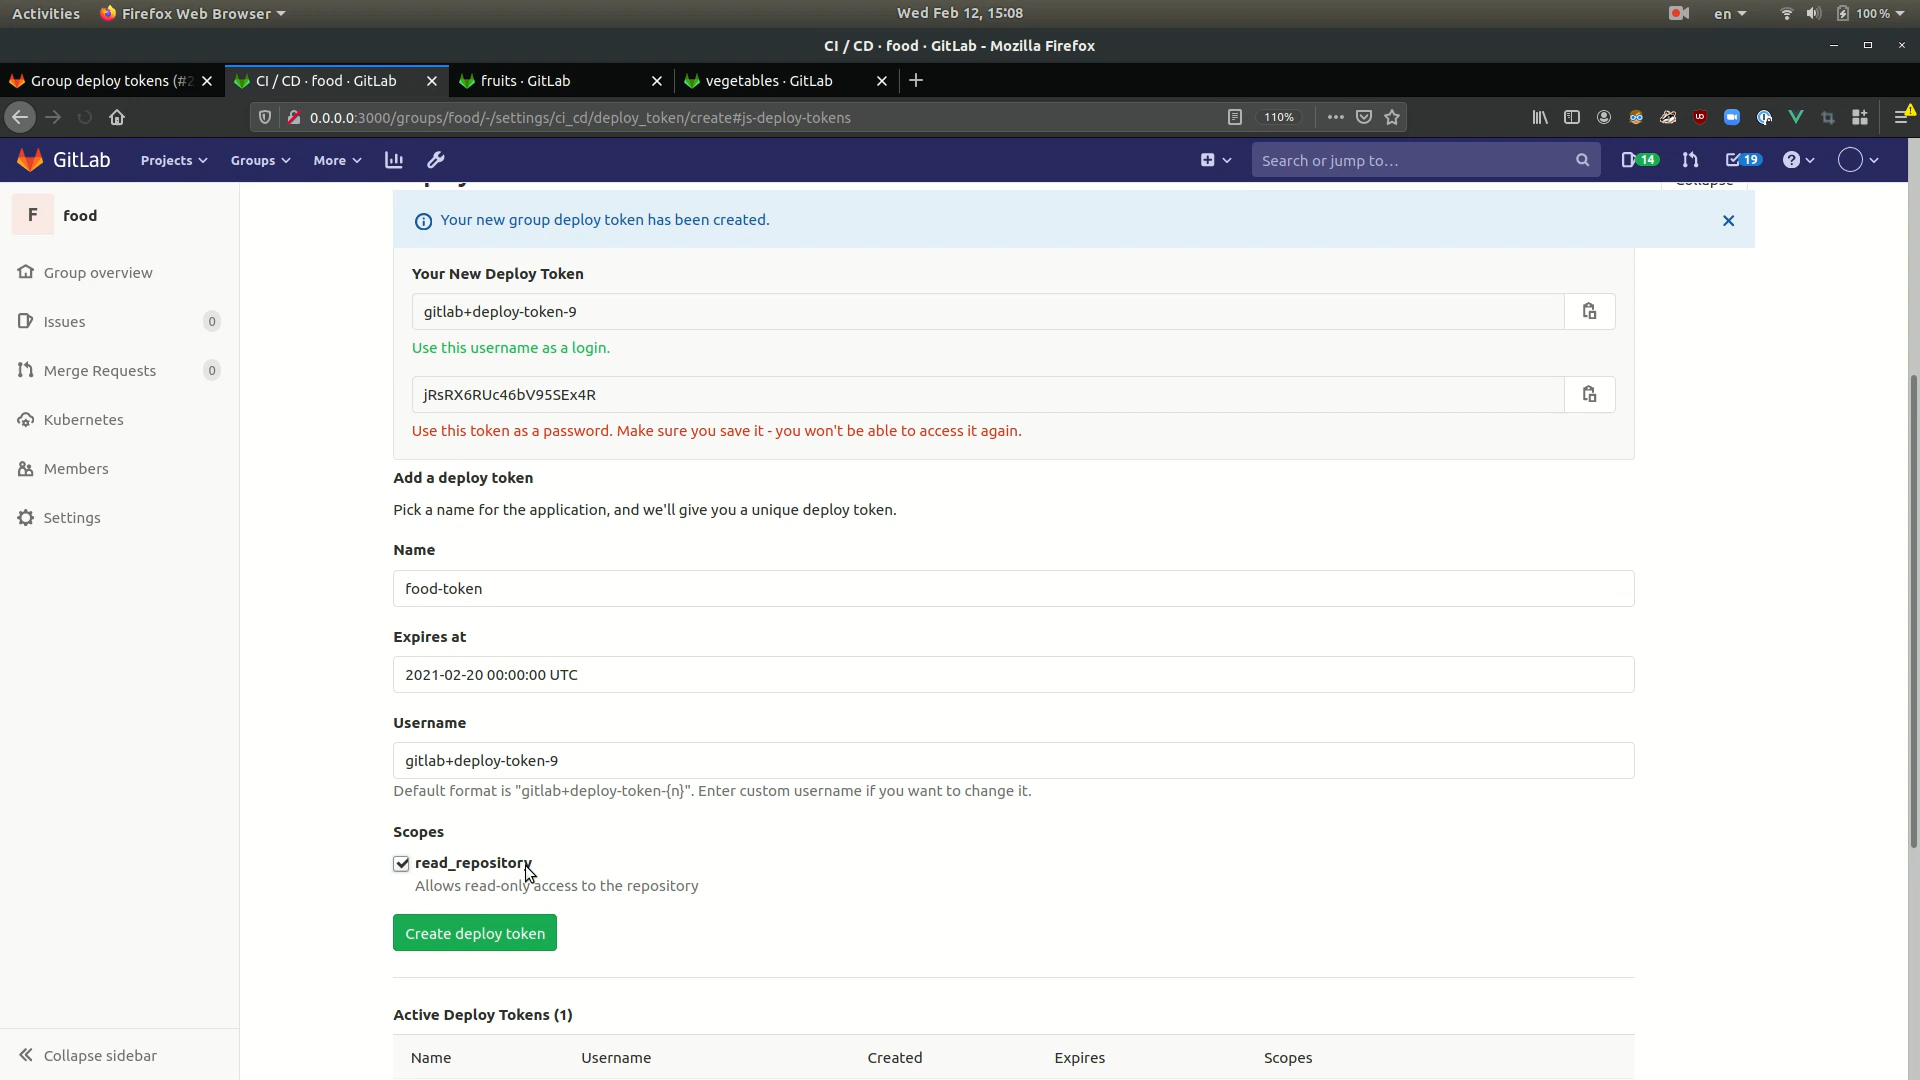 Activities Firefox Web Browser Wed Feb 12, 15:08 en 100 %
CI / CD · food · GitLab - Mozilla Firefox
Group deploy tokens (#2 CI / CD · food · GitLab fruits · GitLab vegetables · GitLab
0.0.0.0:3000/groups/food/-/settings/ci_cd/deploy_token/create#js-deploy-tokens 110%
GitLab Projects Groups More Search or jump to... 14 19
F food
Collapse
Your new group deploy token has been created.
Group overview
Issues 0
Merge Requests 0
Kubernetes
Members
Settings
Your New Deploy Token
gitlab+deploy-token-9
Use this username as a login.
jRsRX6RUc46bV95SEx4R
Use this token as a password. Make sure you save it - you won't be able to access it again.
Add a deploy token
Pick a name for the application, and we'll give you a unique deploy token.
Name
food-token
Expires at
2021-02-20 00:00:00 UTC
Username
gitlab+deploy-token-9
Default format is "gitlab+deploy-token-{n}". Enter custom username if you want to change it.
Scopes
read_repository
Allows read-only access to the repository
Create deploy token
Active Deploy Tokens (1)
Name Username Created Expires Scopes
Collapse sidebar